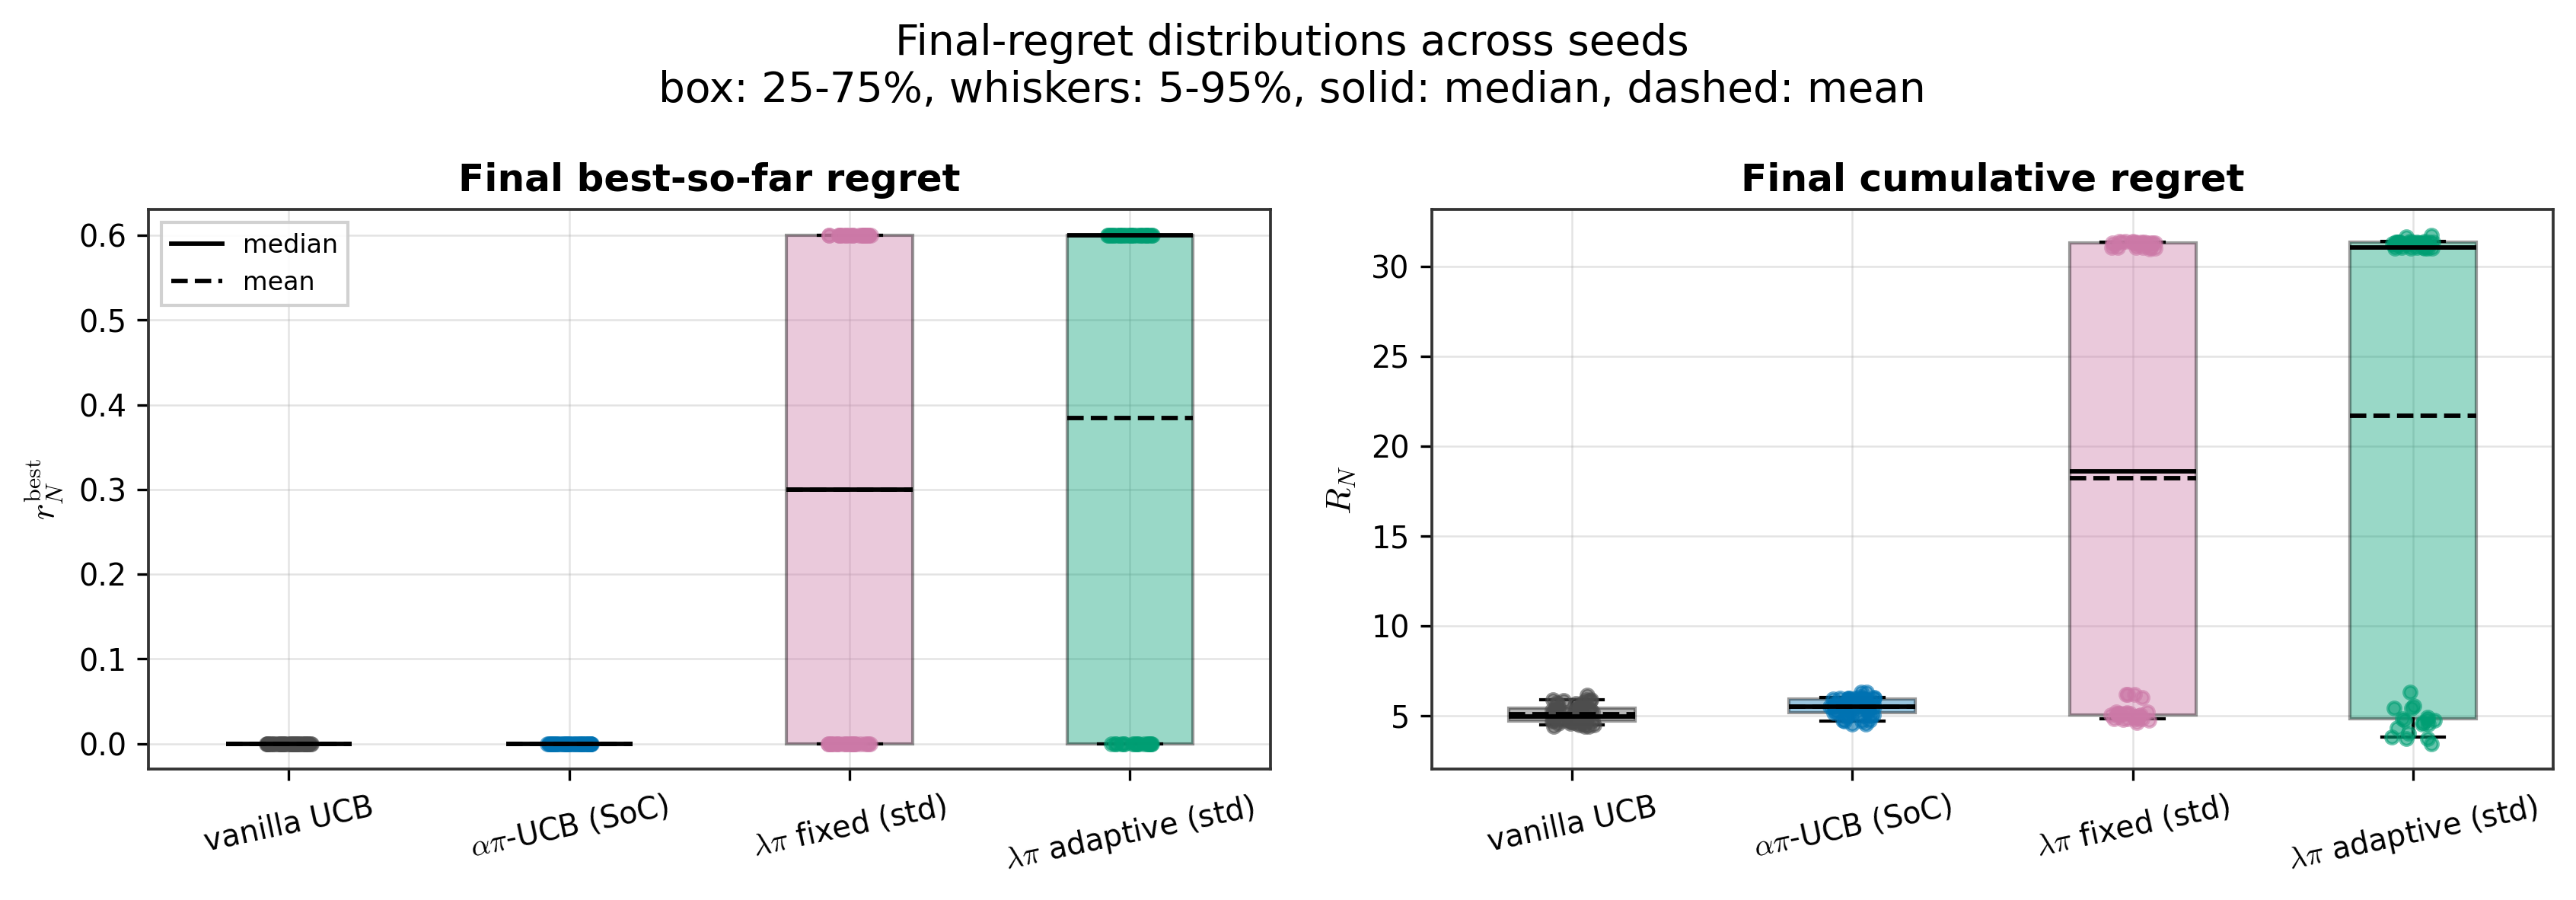 Final-regret distributions across seeds
box: 25-75%, whiskers: 5-95%, solid: median, dashed: mean
Final best-so-far regret
median
mean
0.6
0.5
0.4
0.3
0.2
0.1
0.0
r_N^best
vanilla UCB
απ-UCB (SoC)
λπ fixed (std)
λπ adaptive (std)
Final cumulative regret
30
25
20
15
10
5
R_N
vanilla UCB
απ-UCB (SoC)
λπ fixed (std)
λπ adaptive (std)